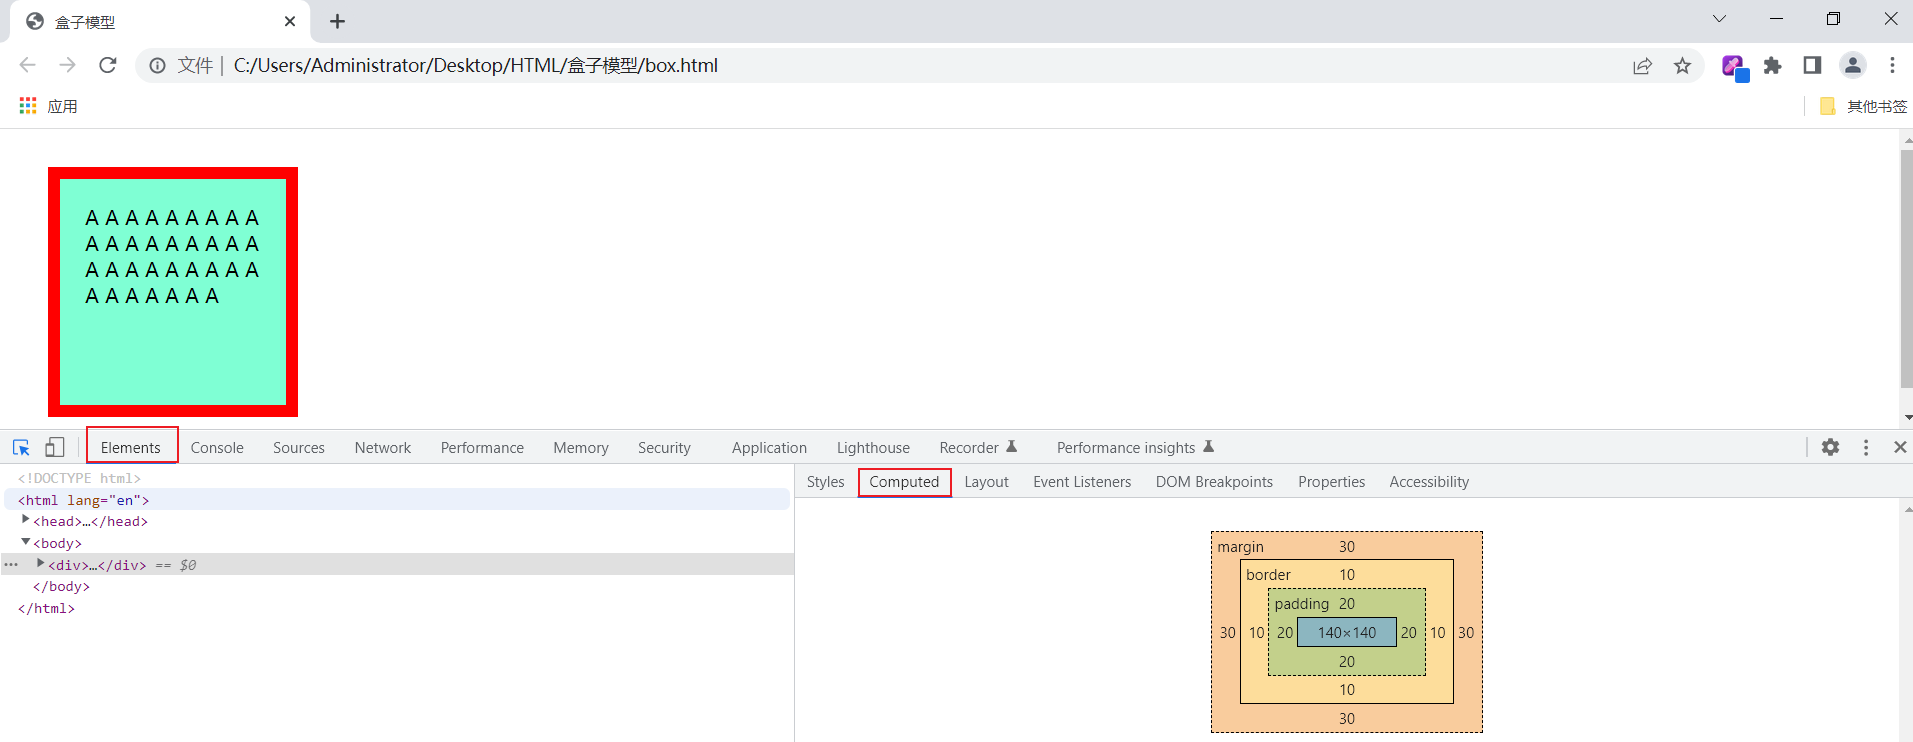 盒子模型
文件 | C:/Users/Administrator/Desktop/HTML/盒子模型/box.html
应用 其他书签
A A A A A A A A A
A A A A A A A A A
A A A A A A A A A
A A A A A A A
Elements Console Sources Network Performance Memory Security Application Lighthouse Recorder Performance insights
<!DOCTYPE html>
<html lang="en">
<head>…</head>
<body>
<div>…</div> == $0
</body>
</html>
Styles Computed Layout Event Listeners DOM Breakpoints Properties Accessibility
margin 30
border 10
padding 20
30 10 20 140×140 20 10 30
20
10
30